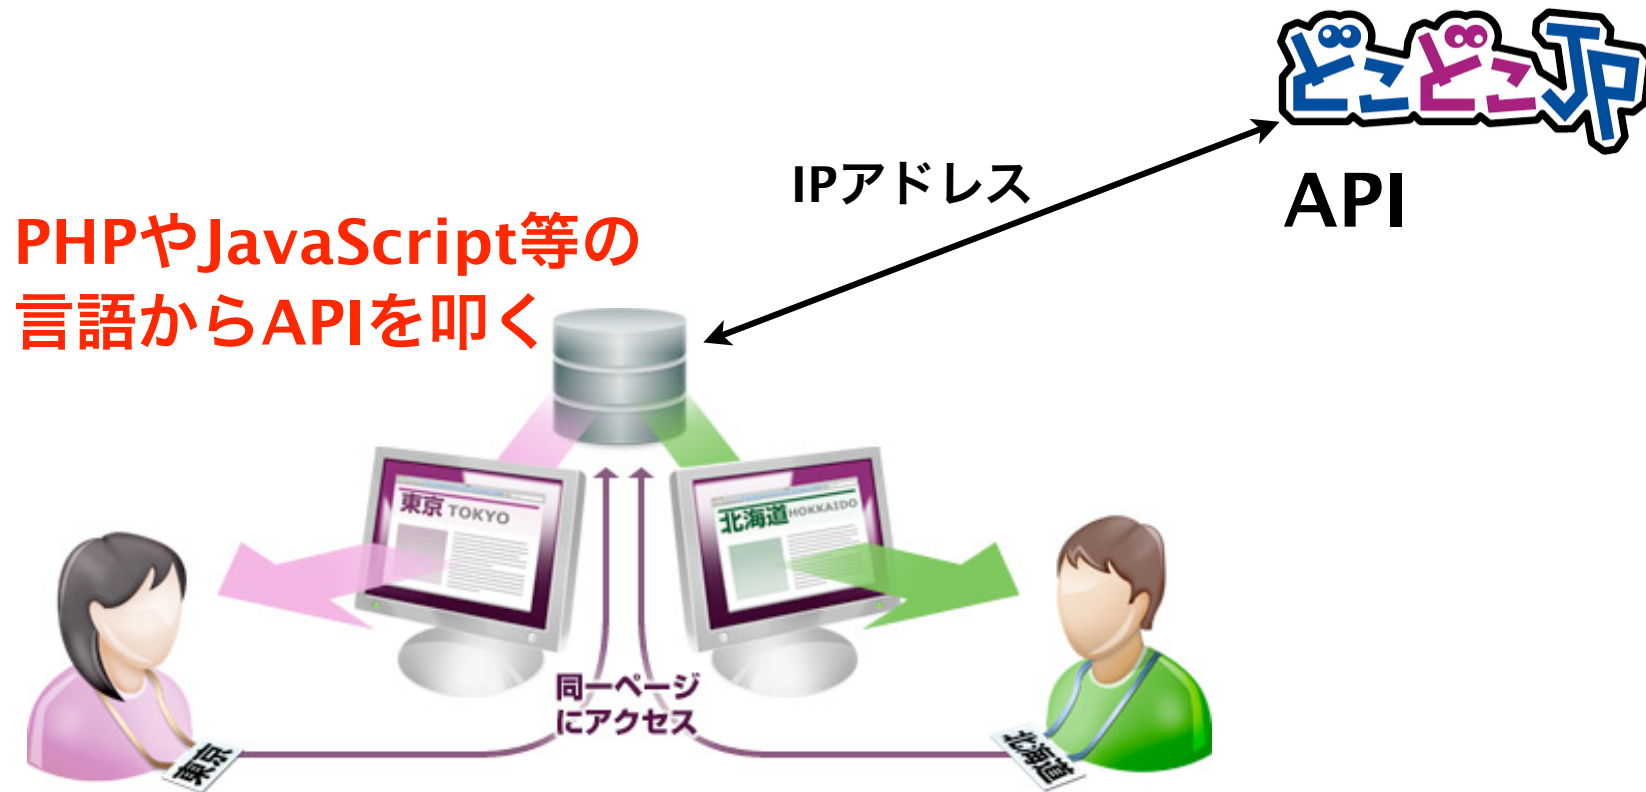 どこどこJP
IPアドレス
API
PHPやJavaScript等の
言語からAPIを叩く
東京 TOKYO
北海道 HOKKAIDO
同一ページ
にアクセス
東京
北海道